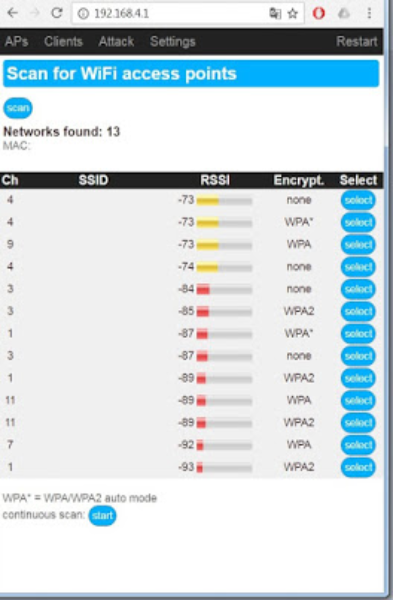 192.168.4.1
APs Clients Attack Settings Restart
Scan for WiFi access points
scan
Networks found: 13
MAC:
Ch SSID RSSI Encrypt. Select
4 -73 none select
4 -73 WPA* select
9 -73 WPA select
4 -74 none select
3 -84 none select
3 -85 WPA2 select
1 -87 WPA* select
3 -87 none select
1 -89 WPA2 select
11 -89 WPA select
11 -89 WPA2 select
7 -92 WPA select
1 -93 WPA2 select
WPA* = WPA/WPA2 auto mode
continuous scan: start